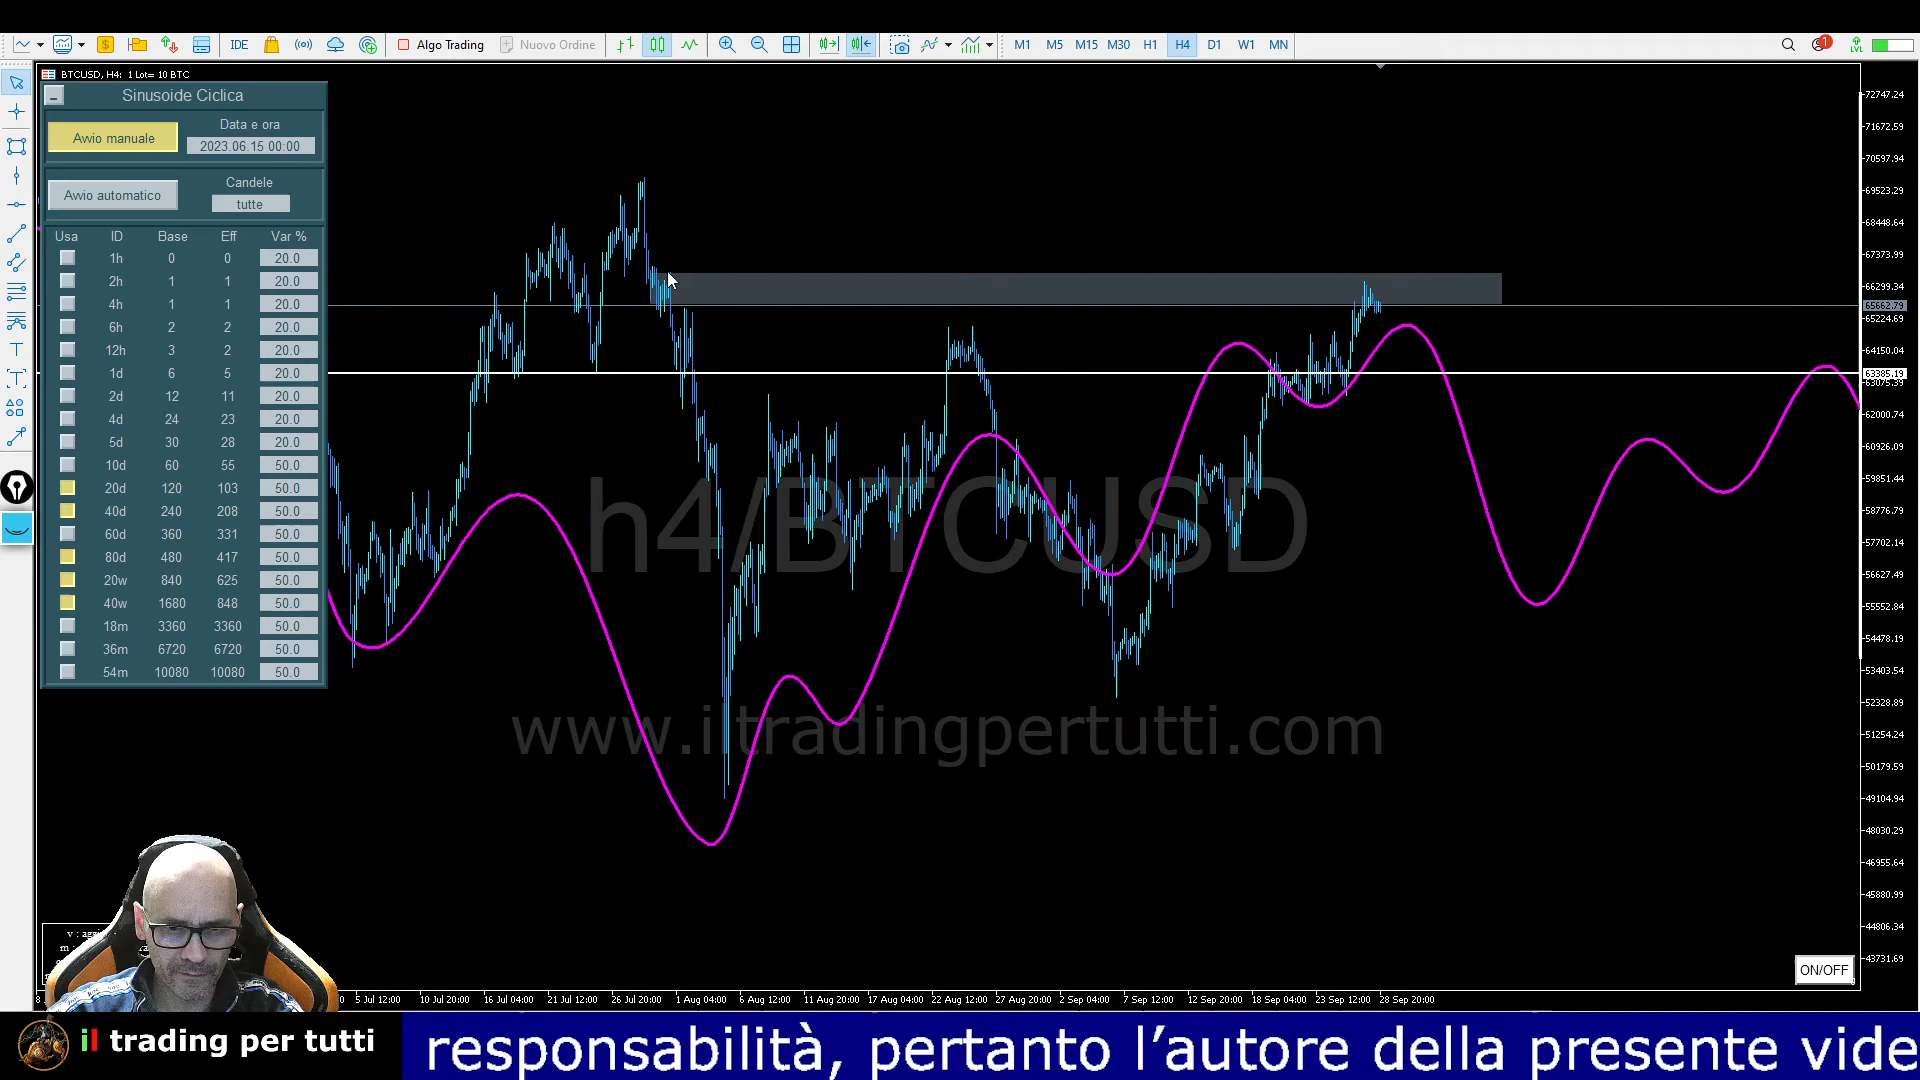 IDE Algo Trading Nuovo Ordine M1 M5 M15 M30 H1 H4 D1 W1 MN 1 LVL
BTCUSD, H4: 1 Lot= 10 BTC
Sinusoide Ciclica
Avvio manuale
Data e ora
2023.06.15 00:00
Avvio automatico
Candele
tutte
Usa ID Base Eff Var %
1h 0 0 20.0
2h 1 1 20.0
4h 1 1 20.0
6h 2 2 20.0
12h 3 2 20.0
1d 6 5 20.0
2d 12 11 20.0
4d 24 23 20.0
5d 30 28 20.0
10d 60 55 50.0
20d 120 103 50.0
40d 240 208 50.0
60d 360 331 50.0
80d 480 417 50.0
20w 840 625 50.0
40w 1680 848 50.0
18m 3360 3360 50.0
36m 6720 6720 50.0
54m 10080 10080 50.0
h4/BTCUSD
www.iltradingpertutti.com
72747.24
71672.59
70597.94
69523.29
68448.64
67373.99
66299.34
65662.79
65224.69
64150.04
63385.19
63075.39
62000.74
60926.09
59851.44
58776.79
57702.14
56627.49
55552.84
54478.19
53403.54
52328.89
51254.24
50179.59
49104.94
48030.29
46955.64
45880.99
44806.34
43731.69
ON/OFF
5 Jul 12:00 10 Jul 20:00 16 Jul 04:00 21 Jul 12:00 26 Jul 20:00 1 Aug 04:00 6 Aug 12:00 11 Aug 20:00 17 Aug 04:00 22 Aug 12:00 27 Aug 20:00 2 Sep 04:00 7 Sep 12:00 12 Sep 20:00 18 Sep 04:00 23 Sep 12:00 28 Sep 20:00
il trading per tutti
responsabilità, pertanto l’autore della presente vide